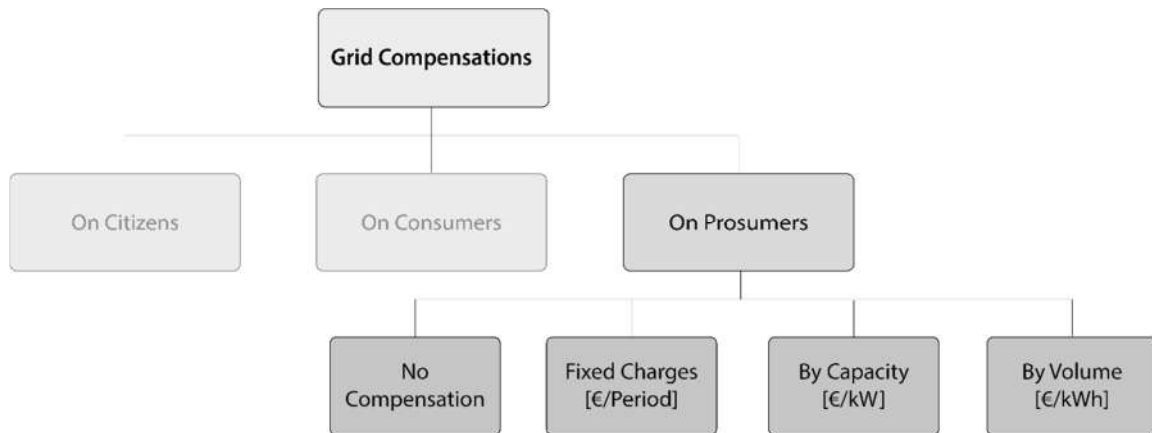 Grid Compensations
On Citizens
On Consumers
On Prosumers
No
Compensation
Fixed Charges
[€/Period]
By Capacity
[€/kW]
By Volume
[€/kWh]